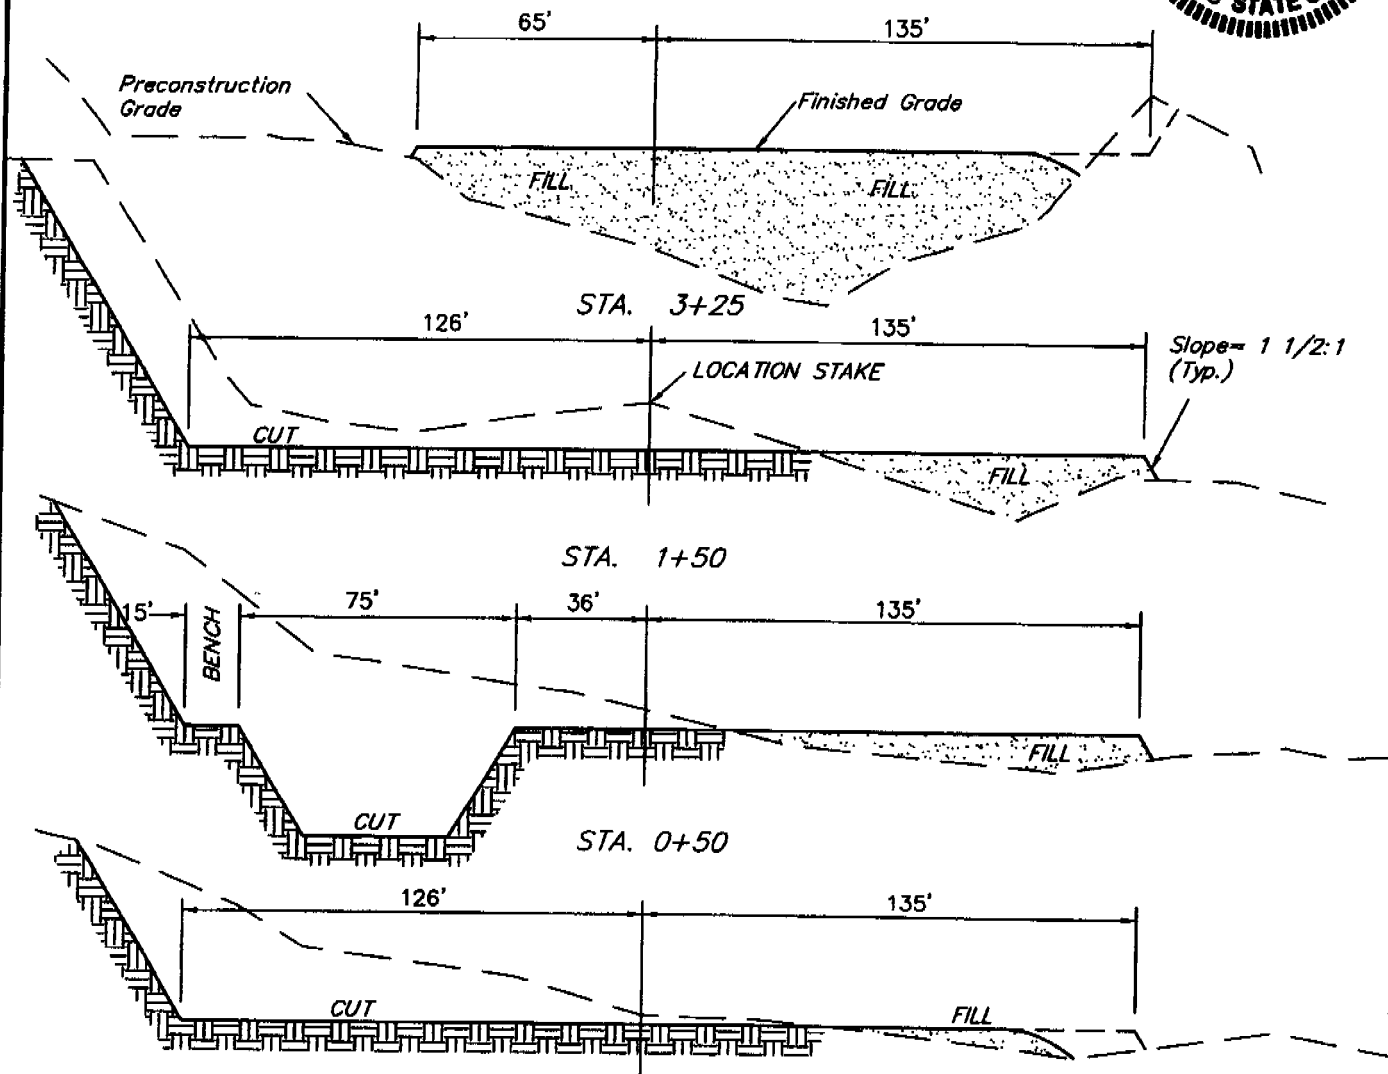 STATE
65'
135'
Preconstruction
Grade
Finished Grade
FILL
FILL
STA. 3+25
126'
135'
Slope= 1 1/2:1
(Typ.)
LOCATION STAKE
CUT
FILL
STA. 1+50
15'
BENCH
75'
36'
135'
FILL
CUT
STA. 0+50
126'
135'
CUT
FILL